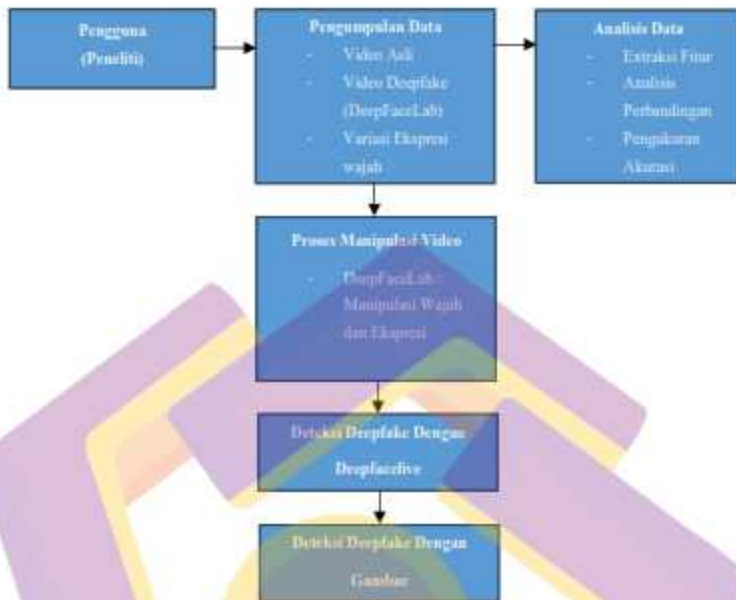 Pengguna
(Peneliti)
Pengumpulan Data
- Video Asli
- Video Deepfake
(DeepFaceLab)
- Variasi Ekspresi
wajah
Analisis Data
- Extraksi Fitur
- Analisis
Perbandingan
- Pengukuran
Akurasi
Proses Manipulasi Video
- DeepFaceLab :
Manipulasi Wajah
dan Ekspresi
Deteksi Deepfake Dengan
Deepfacelive
Deteksi Deepfake Dengan
Gambar